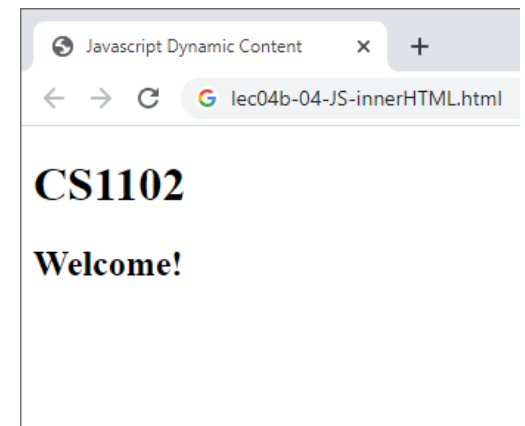 Javascript Dynamic Content
lec04b-04-JS-innerHTML.html
CS1102
Welcome!